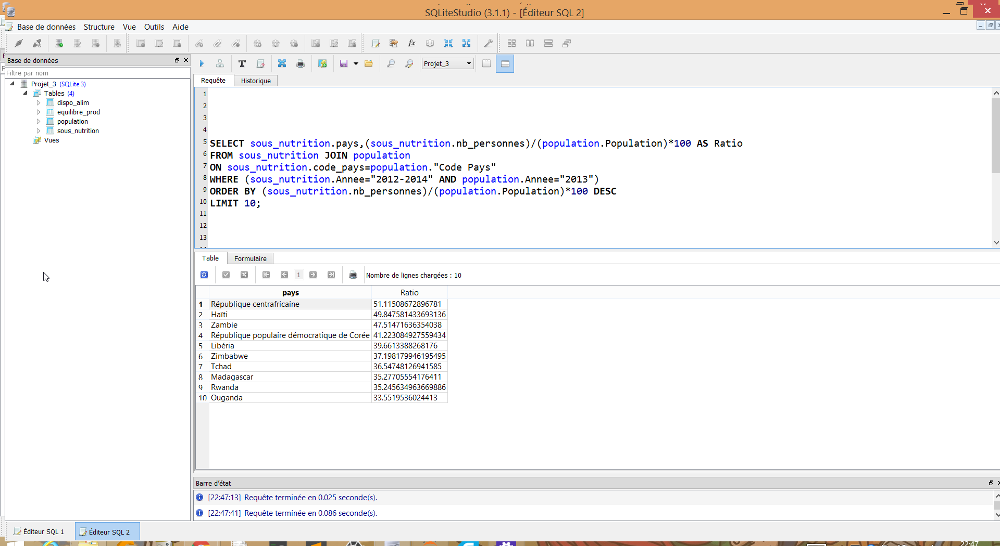 SQLiteStudio (3.1.1) - [Éditeur SQL 2]
Base de données Structure Vue Outils Aide
Base de données
Filtre par nom
Projet_3 (SQLite 3)
Tables (4)
dispo_alim
equilibre_prod
population
sous_nutrition
Vues
Projet_3
Requête Historique
1
2
3
4
5 SELECT sous_nutrition.pays,(sous_nutrition.nb_personnes)/(population.Population)*100 AS Ratio
6 FROM sous_nutrition JOIN population
7 ON sous_nutrition.code_pays=population."Code Pays"
8 WHERE (sous_nutrition.Annee="2012-2014" AND population.Annee="2013")
9 ORDER BY (sous_nutrition.nb_personnes)/(population.Population)*100 DESC
10 LIMIT 10;
11
12
13
Table Formulaire
1 Nombre de lignes chargées : 10
pays Ratio
1 République centrafricaine 51.11508672896781
2 Haïti 49.847581433693136
3 Zambie 47.51471636354038
4 République populaire démocratique de Corée 41.223084927559434
5 Libéria 39.6613388268176
6 Zimbabwe 37.198179946195495
7 Tchad 36.54748126941585
8 Madagascar 35.27705554176411
9 Rwanda 35.245634963669886
10 Ouganda 33.5519536024413
Barre d'état
[22:47:13] Requête terminée en 0.025 seconde(s).
[22:47:41] Requête terminée en 0.086 seconde(s).
Éditeur SQL 1 Éditeur SQL 2
22:47